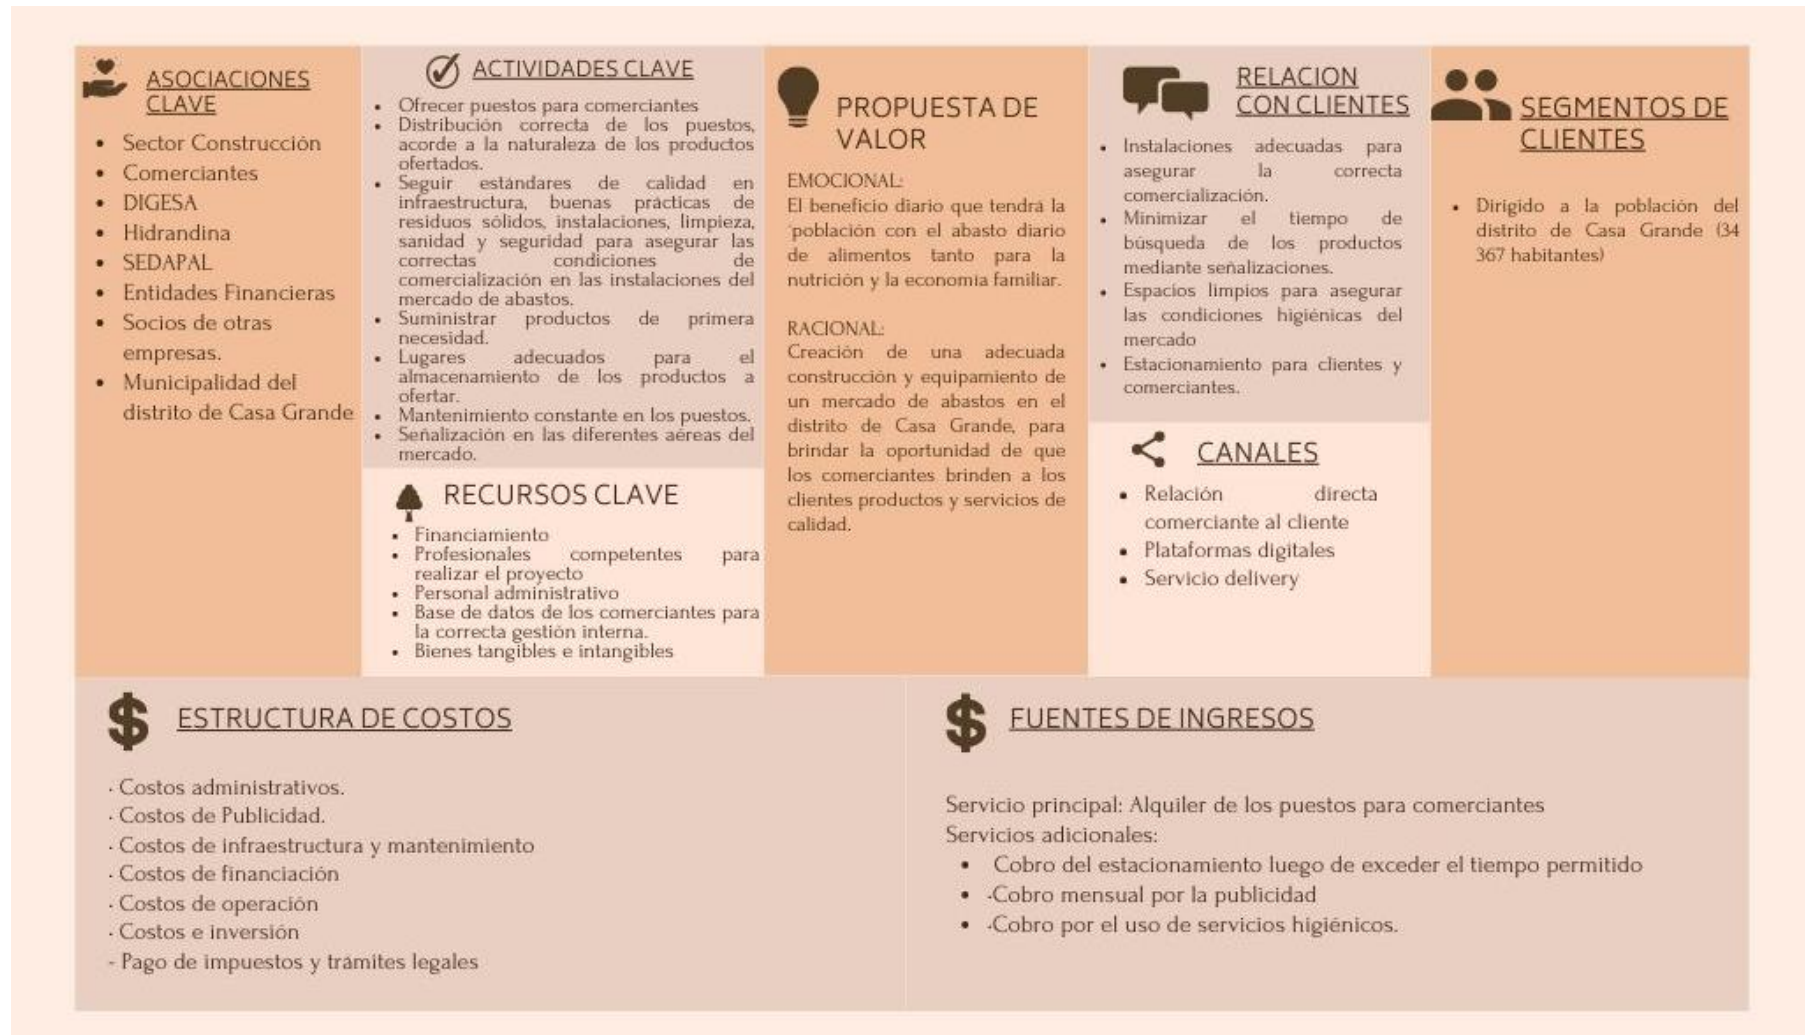 ASOCIACIONES
CLAVE
• Sector Construcción
• Comerciantes
• DIGESA
• Hidrandina
• SEDAPAL
• Entidades Financieras
• Socios de otras
empresas.
• Municipalidad del
distrito de Casa Grande
ACTIVIDADES CLAVE
• Ofrecer puestos para comerciantes
• Distribución correcta de los puestos,
acorde a la naturaleza de los productos
ofertados.
• Seguir estándares de calidad en
infraestructura, buenas prácticas de
residuos sólidos, instalaciones, limpieza,
sanidad y seguridad para asegurar las
correctas condiciones de
comercialización en las instalaciones del
mercado de abastos.
• Suministrar productos de primera
necesidad.
• Lugares adecuados para el
almacenamiento de los productos a
ofertar.
• Mantenimiento constante en los puestos.
• Señalización en las diferentes aéreas del
mercado.
RECURSOS CLAVE
• Financiamiento
• Profesionales competentes para
realizar el proyecto
• Personal administrativo
• Base de datos de los comerciantes para
la correcta gestión interna.
• Bienes tangibles e intangibles
PROPUESTA DE
VALOR
EMOCIONAL:
El beneficio diario que tendrá la
´población con el abasto diario
de alimentos tanto para la
nutrición y la economía familiar.
RACIONAL:
Creación de una adecuada
construcción y equipamiento de
un mercado de abastos en el
distrito de Casa Grande, para
brindar la oportunidad de que
los comerciantes brinden a los
clientes productos y servicios de
calidad.
RELACION
CON CLIENTES
• Instalaciones adecuadas para
asegurar la correcta
comercialización.
• Minimizar el tiempo de
búsqueda de los productos
mediante señalizaciones.
• Espacios limpios para asegurar
las condiciones higiénicas del
mercado
• Estacionamiento para clientes y
comerciantes.
CANALES
• Relación directa
comerciante al cliente
• Plataformas digitales
• Servicio delivery
SEGMENTOS DE
CLIENTES
• Dirigido a la población del
distrito de Casa Grande (34
367 habitantes)
ESTRUCTURA DE COSTOS
· Costos administrativos.
· Costos de Publicidad.
· Costos de infraestructura y mantenimiento
· Costos de financiación
· Costos de operación
· Costos e inversión
- Pago de impuestos y trámites legales
FUENTES DE INGRESOS
Servicio principal: Alquiler de los puestos para comerciantes
Servicios adicionales:
• Cobro del estacionamiento luego de exceder el tiempo permitido
• ·Cobro mensual por la publicidad
• ·Cobro por el uso de servicios higiénicos.